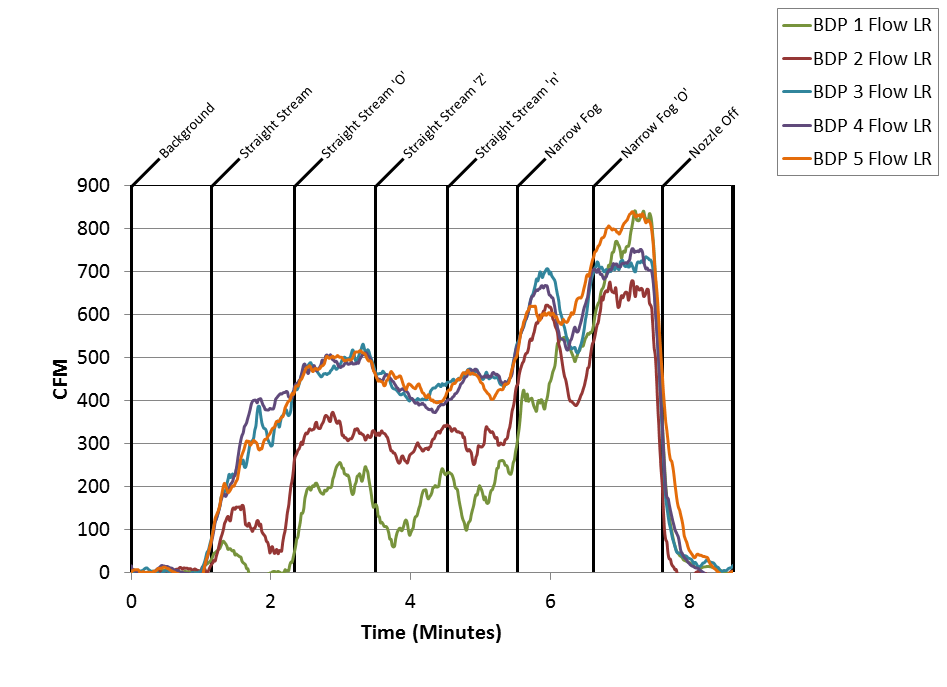 BDP 1 Flow LR
BDP 2 Flow LR
BDP 3 Flow LR
BDP 4 Flow LR
BDP 5 Flow LR
Background
Straight Stream
Straight Stream 'O'
Straight Stream 'Z'
Straight Stream 'n'
Narrow Fog
Narrow Fog 'O'
Nozzle Off
900
800
700
600
500
400
300
200
100
0
CFM
0 2 4 6 8
Time (Minutes)